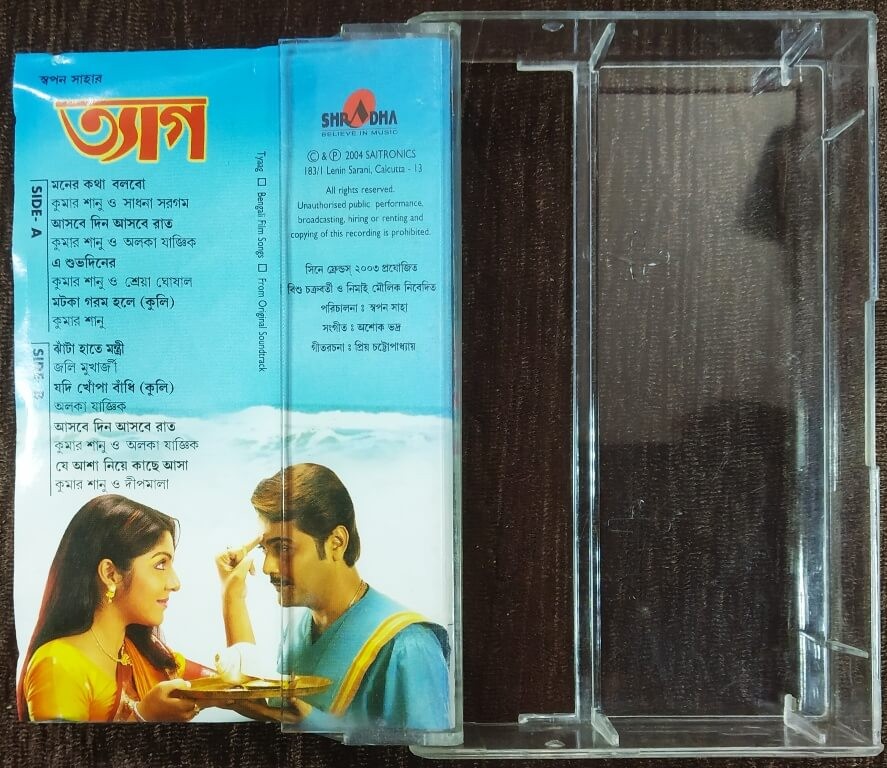 স্বপন সাহার
ত্যাগ
SIDE- A
মনের কথা বলবো
কুমার শানু ও সাধনা সরগম
আসবে দিন আসবে রাত
কুমার শানু ও অলকা যাজ্ঞিক
এ শুভদিনের
কুমার শানু ও শ্রেয়া ঘোষাল
মটকা গরম হলে (কুলি)
কুমার শানু
SIDE- B
ঝাঁটা হাতে মন্ত্রী
জলি মুখার্জী
যদি খোঁপা বাঁধি (কুলি)
অলকা যাজ্ঞিক
আসবে দিন আসবে রাত
কুমার শানু ও অলকা যাজ্ঞিক
যে আশা নিয়ে কাছে আসা
কুমার শানু ও দীপমালা
Tyaag □ Bengali Film Songs □ From Original Soundtrack
SHRADHA
BELIEVE IN MUSIC
© & ℗ 2004 SAITRONICS
183/1 Lenin Sarani, Calcutta - 13
All rights reserved.
Unauthorised public performance,
broadcasting, hiring or renting and
copying of this recording is prohibited.
সিনে ফ্রেন্ডস্ ২০০৩ প্রযোজিত
বিশু চক্রবর্তী ও নিমাই মৌলিক নিবেদিত
পরিচালনা : স্বপন সাহা
সংগীত : অশোক ভদ্র
গীতরচনা : প্রিয় চট্টোপাধ্যায়